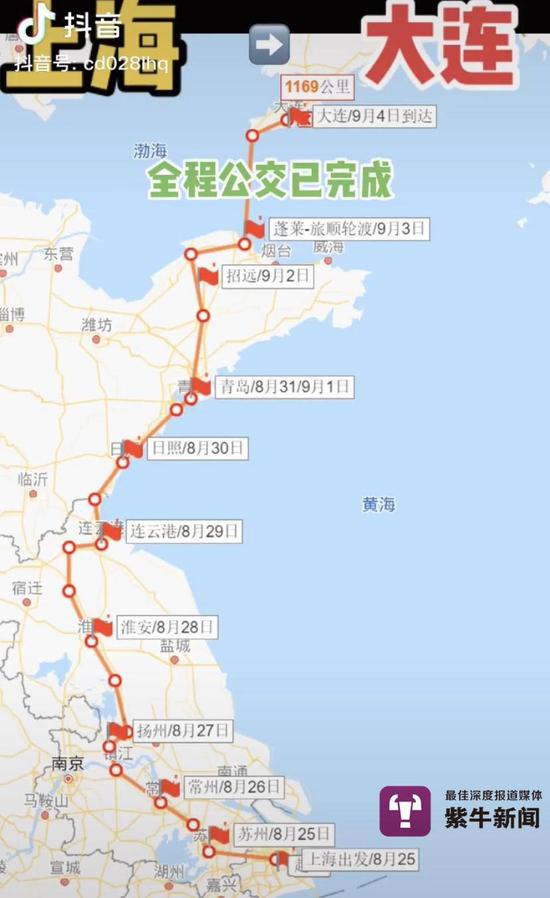 上海
➡
大连
抖音
抖音号: cd028lhq
1169公里
大连
大连/9月4日到达
渤海
全程公交已完成
蓬莱-旅顺轮渡/9月3日
烟台
威海
东营
招远/9月2日
淄博
潍坊
青岛/8月31/9月1日
日照/8月30日
临沂
黄海
连云港
连云港/8月29日
宿迁
淮安/8月28日
盐城
扬州/8月27日
镇江
南京
南通
常州/8月26日
马鞍山
最佳深度报道媒体
紫牛新闻
苏州/8月25日
上海出发/8月25
宣城
湖州
嘉兴